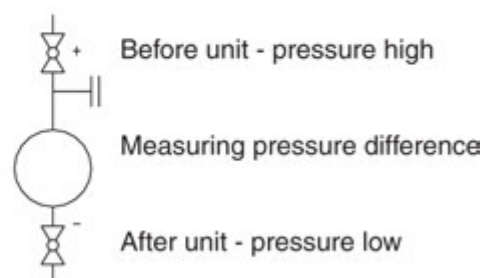 + Before unit - pressure high
Measuring pressure difference
- After unit - pressure low